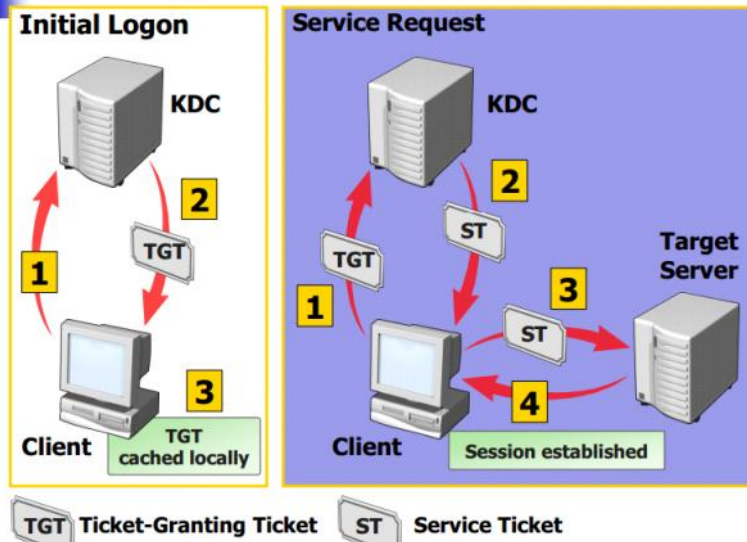 Initial Logon
KDC
2
TGT
1
3
Client
TGT
cached locally
Service Request
KDC
2
ST
TGT
1
Target
Server
3
ST
4
Client
Session established
TGT Ticket-Granting Ticket
ST Service Ticket